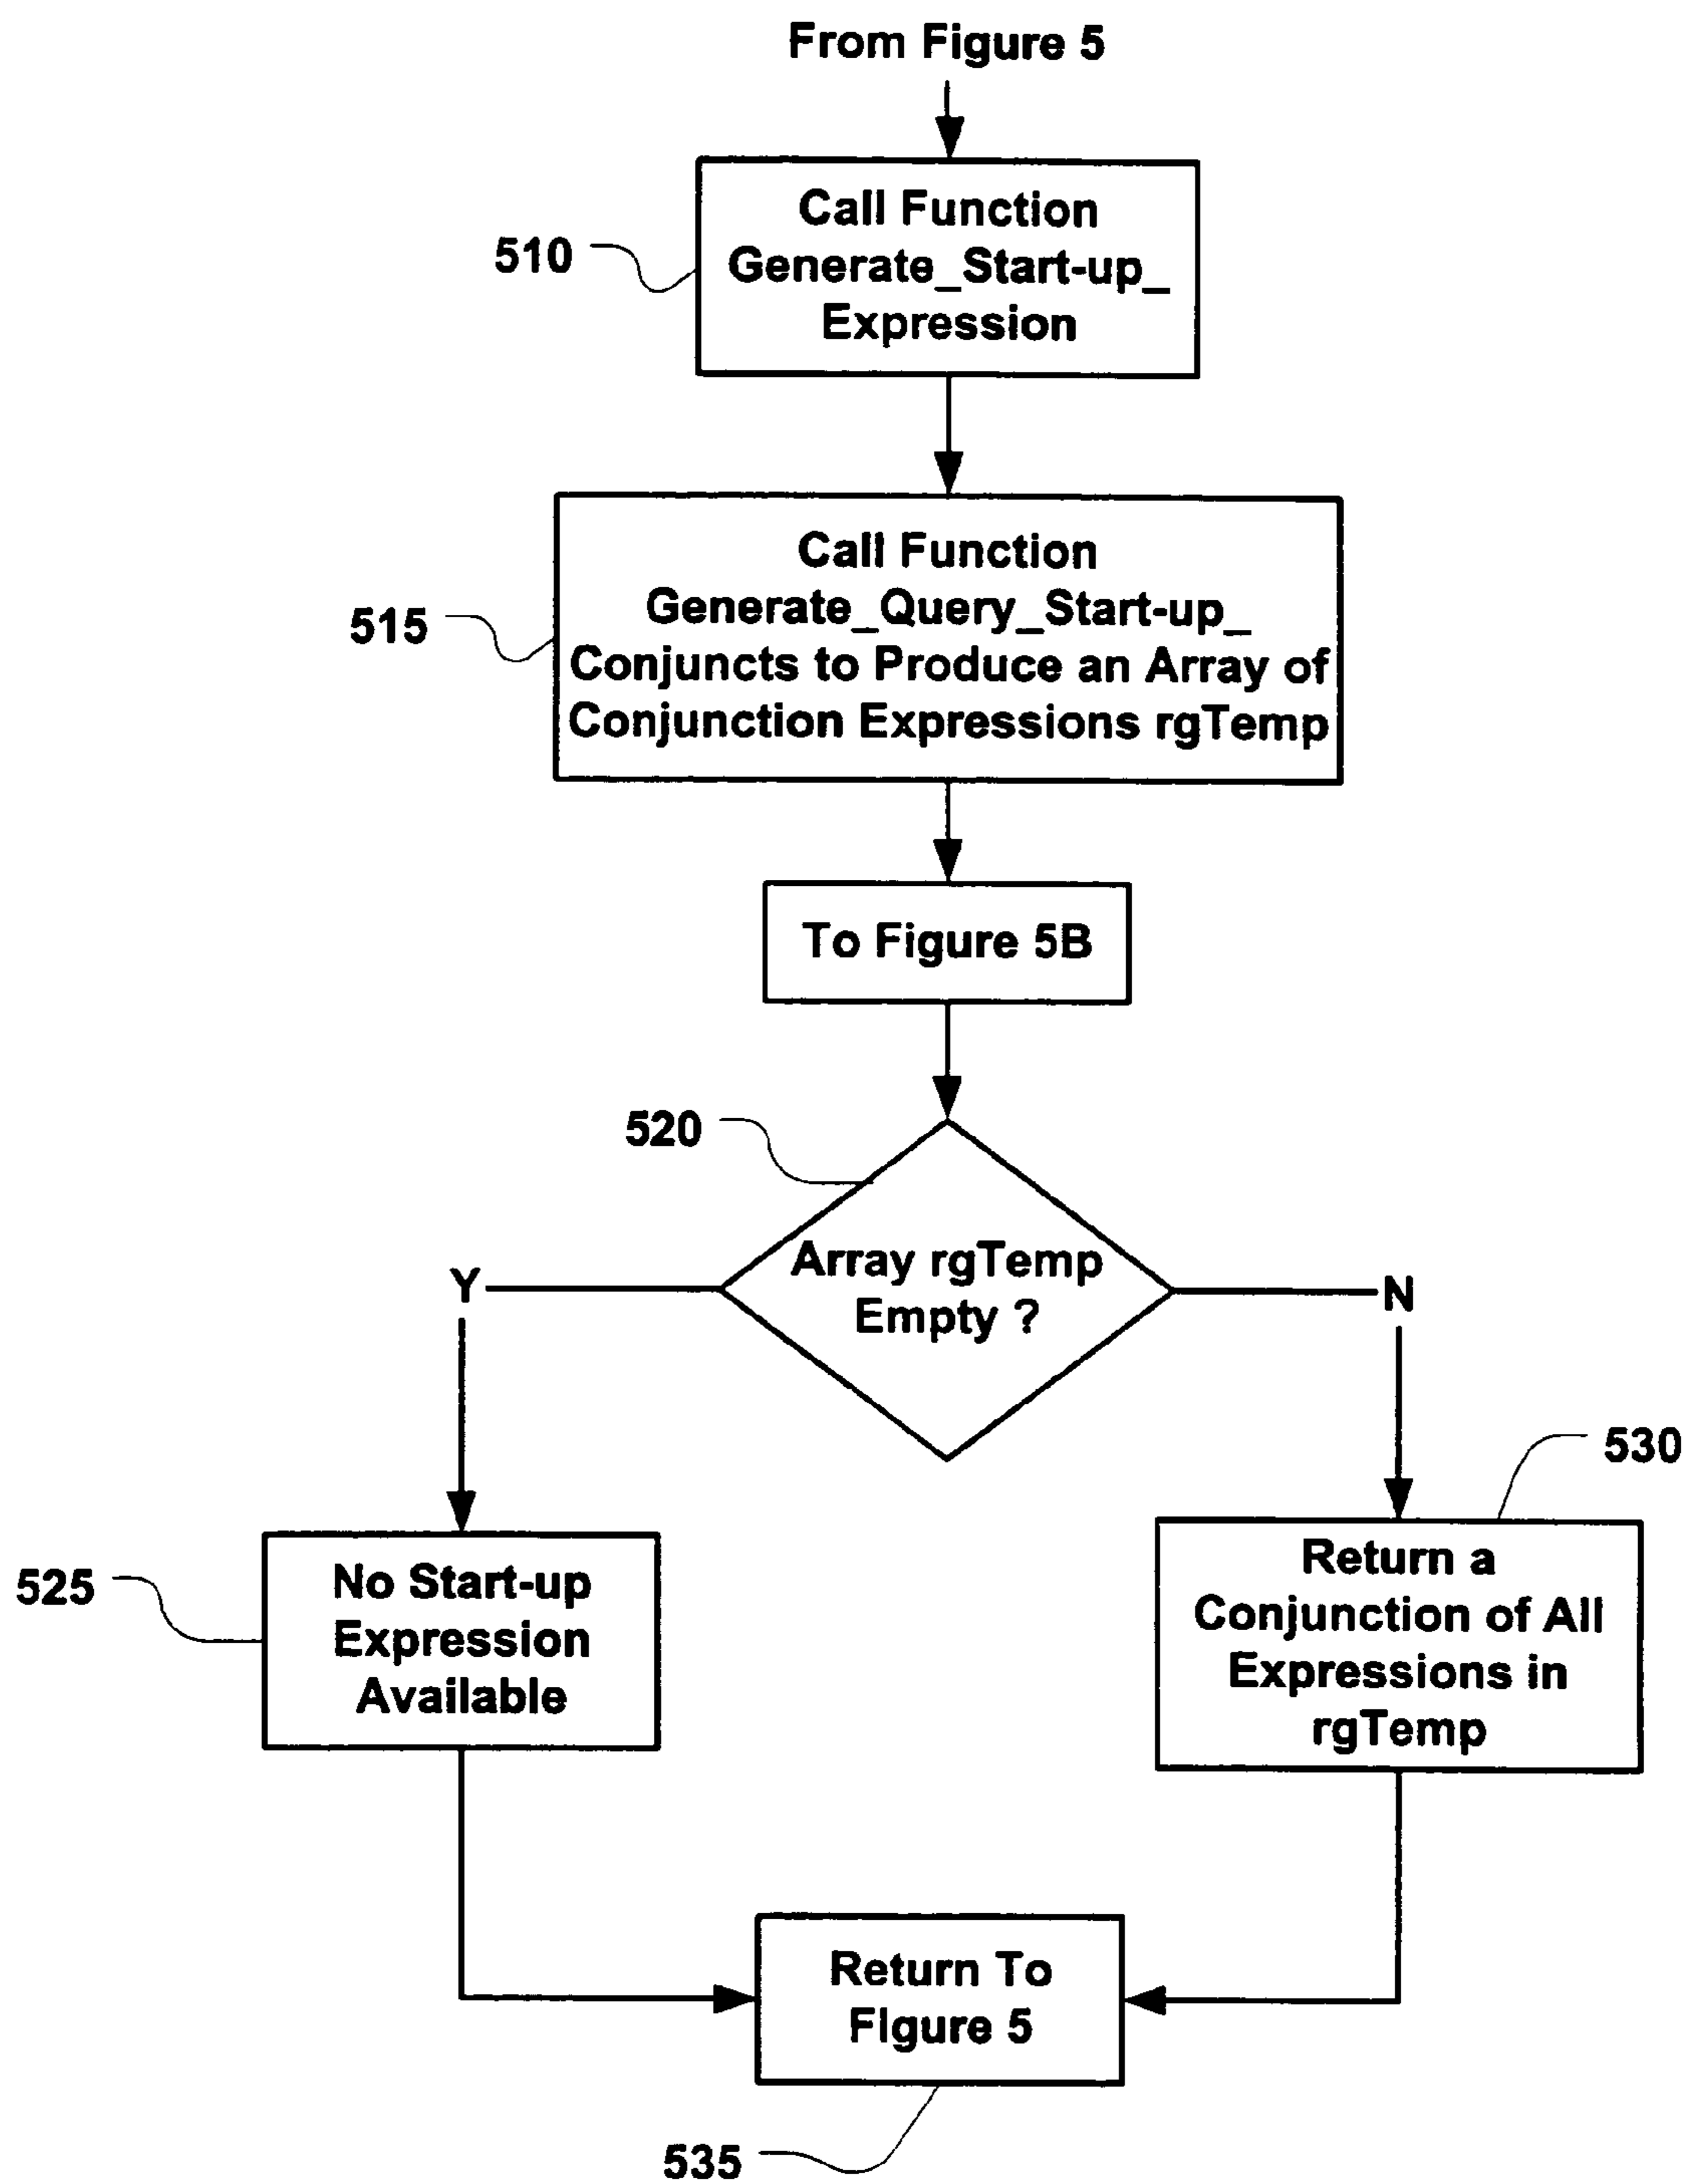 From Figure 5
Call Function
Generate_Start-up_
Expression
510
Call Function
Generate_Query_Start-up_
Conjuncts to Produce an Array of
Conjunction Expressions rgTemp
515
To Figure 5B
520
Array rgTemp
Empty ?
Y
N
530
525
No Start-up
Expression
Available
Return a
Conjunction of All
Expressions in
rgTemp
Return To
FIgure 5
535